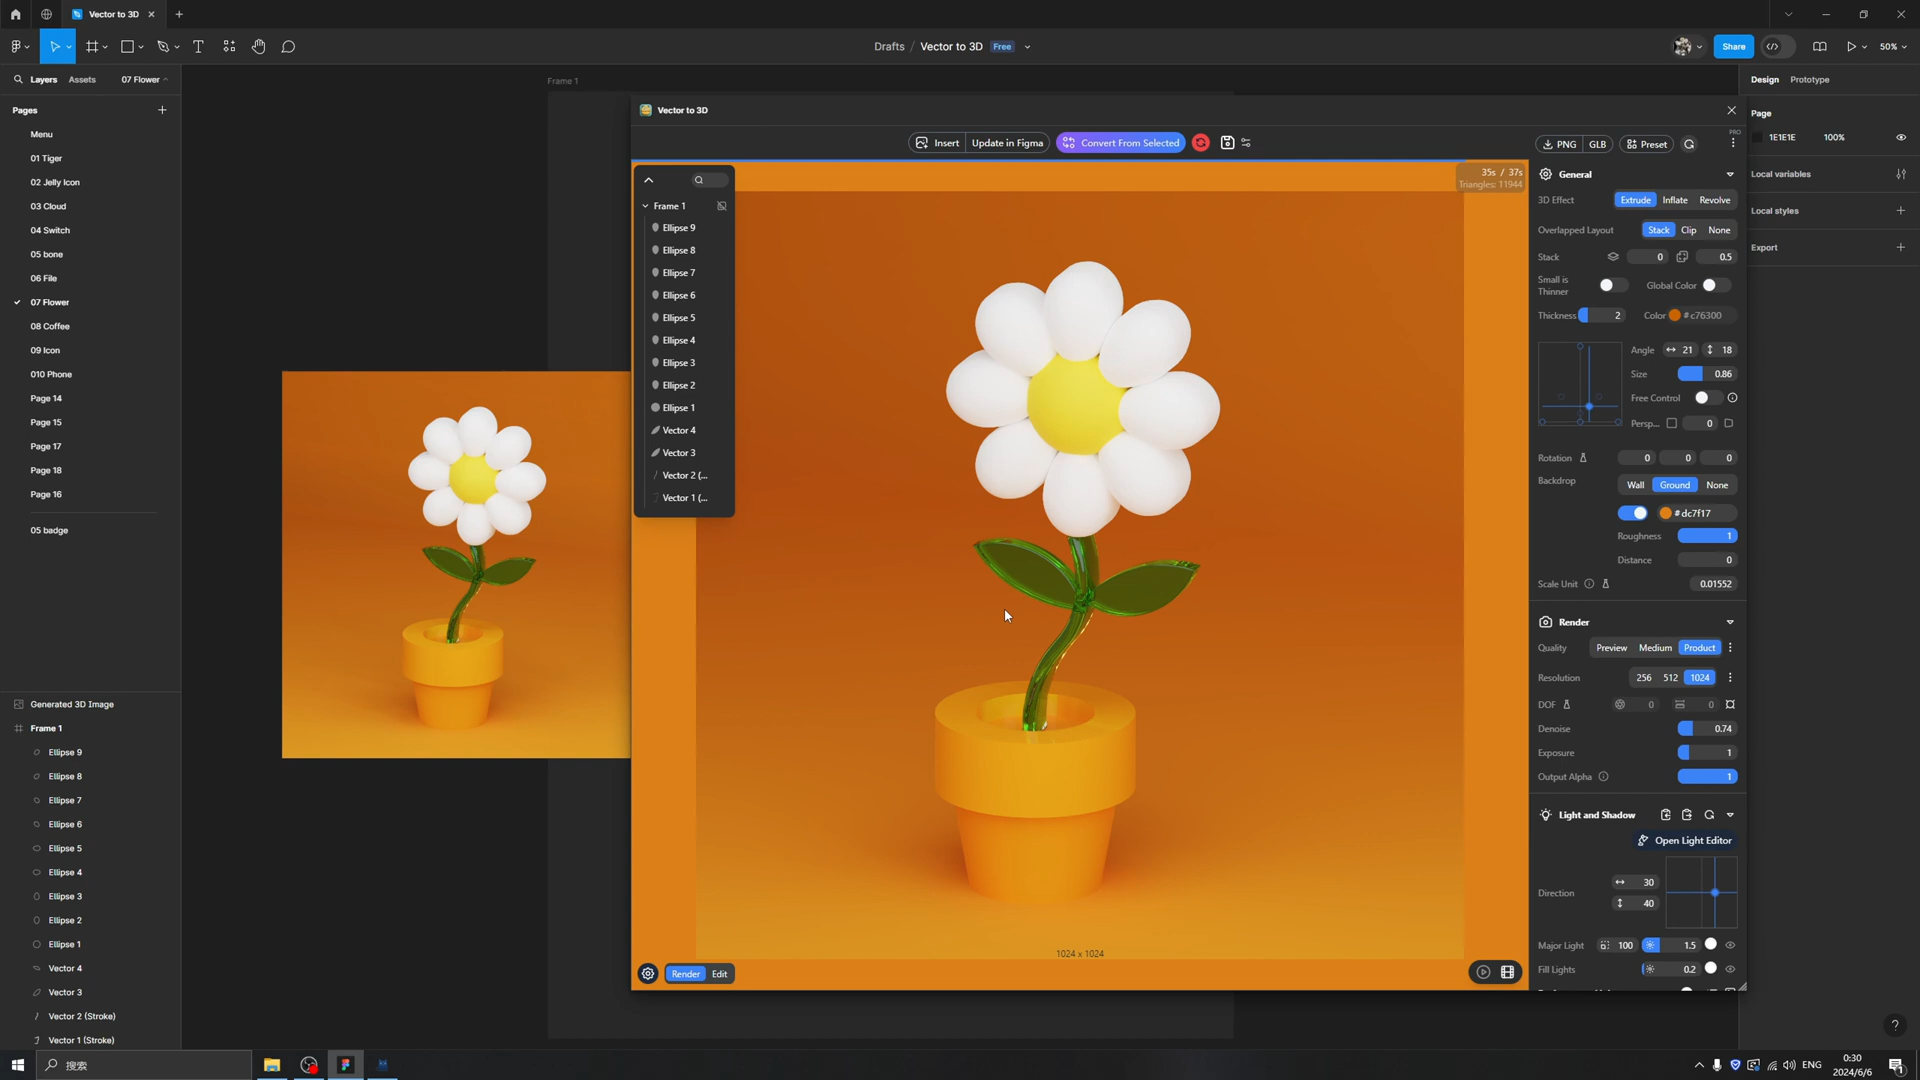 Vector to 3D
Drafts / Vector to 3D Free
Share
50%
Layers Assets 07 Flower
Pages
Menu
01 Tiger
02 Jelly Icon
03 Cloud
04 Switch
05 bone
06 File
07 Flower
08 Coffee
09 Icon
010 Phone
Page 14
Page 15
Page 17
Page 18
Page 16
05 badge
Generated 3D Image
Frame 1
Ellipse 9
Ellipse 8
Ellipse 7
Ellipse 6
Ellipse 5
Ellipse 4
Ellipse 3
Ellipse 2
Ellipse 1
Vector 4
Vector 3
Vector 2 (Stroke)
Vector 1 (Stroke)
Frame 1
Vector to 3D
Insert Update in Figma Convert From Selected
PNG GLB Preset PRO
35s / 37s
Triangles: 11944
Frame 1
Ellipse 9
Ellipse 8
Ellipse 7
Ellipse 6
Ellipse 5
Ellipse 4
Ellipse 3
Ellipse 2
Ellipse 1
Vector 4
Vector 3
Vector 2 (...
Vector 1 (...
1024 x 1024
Render Edit
General
3D Effect Extrude Inflate Revolve
Overlapped Layout Stack Clip None
Stack 0 0.5
Small is Thinner Global Color
Thickness 2 Color #c76300
Angle 21 18
Size 0.86
Free Control
Persp... 0
Rotation 0 0 0
Backdrop Wall Ground None
#dc7f17
Roughness 1
Distance 0
Scale Unit 0.01552
Render
Quality Preview Medium Product
Resolution 256 512 1024
DOF 0 0
Denoise 0.74
Exposure 1
Output Alpha 1
Light and Shadow
Open Light Editor
Direction 30
40
Major Light 100 1.5
Fill Lights 0.2
Design Prototype
Page
1E1E1E 100%
Local variables
Local styles
Export
?
搜索
ENG
0:30
2024/6/6